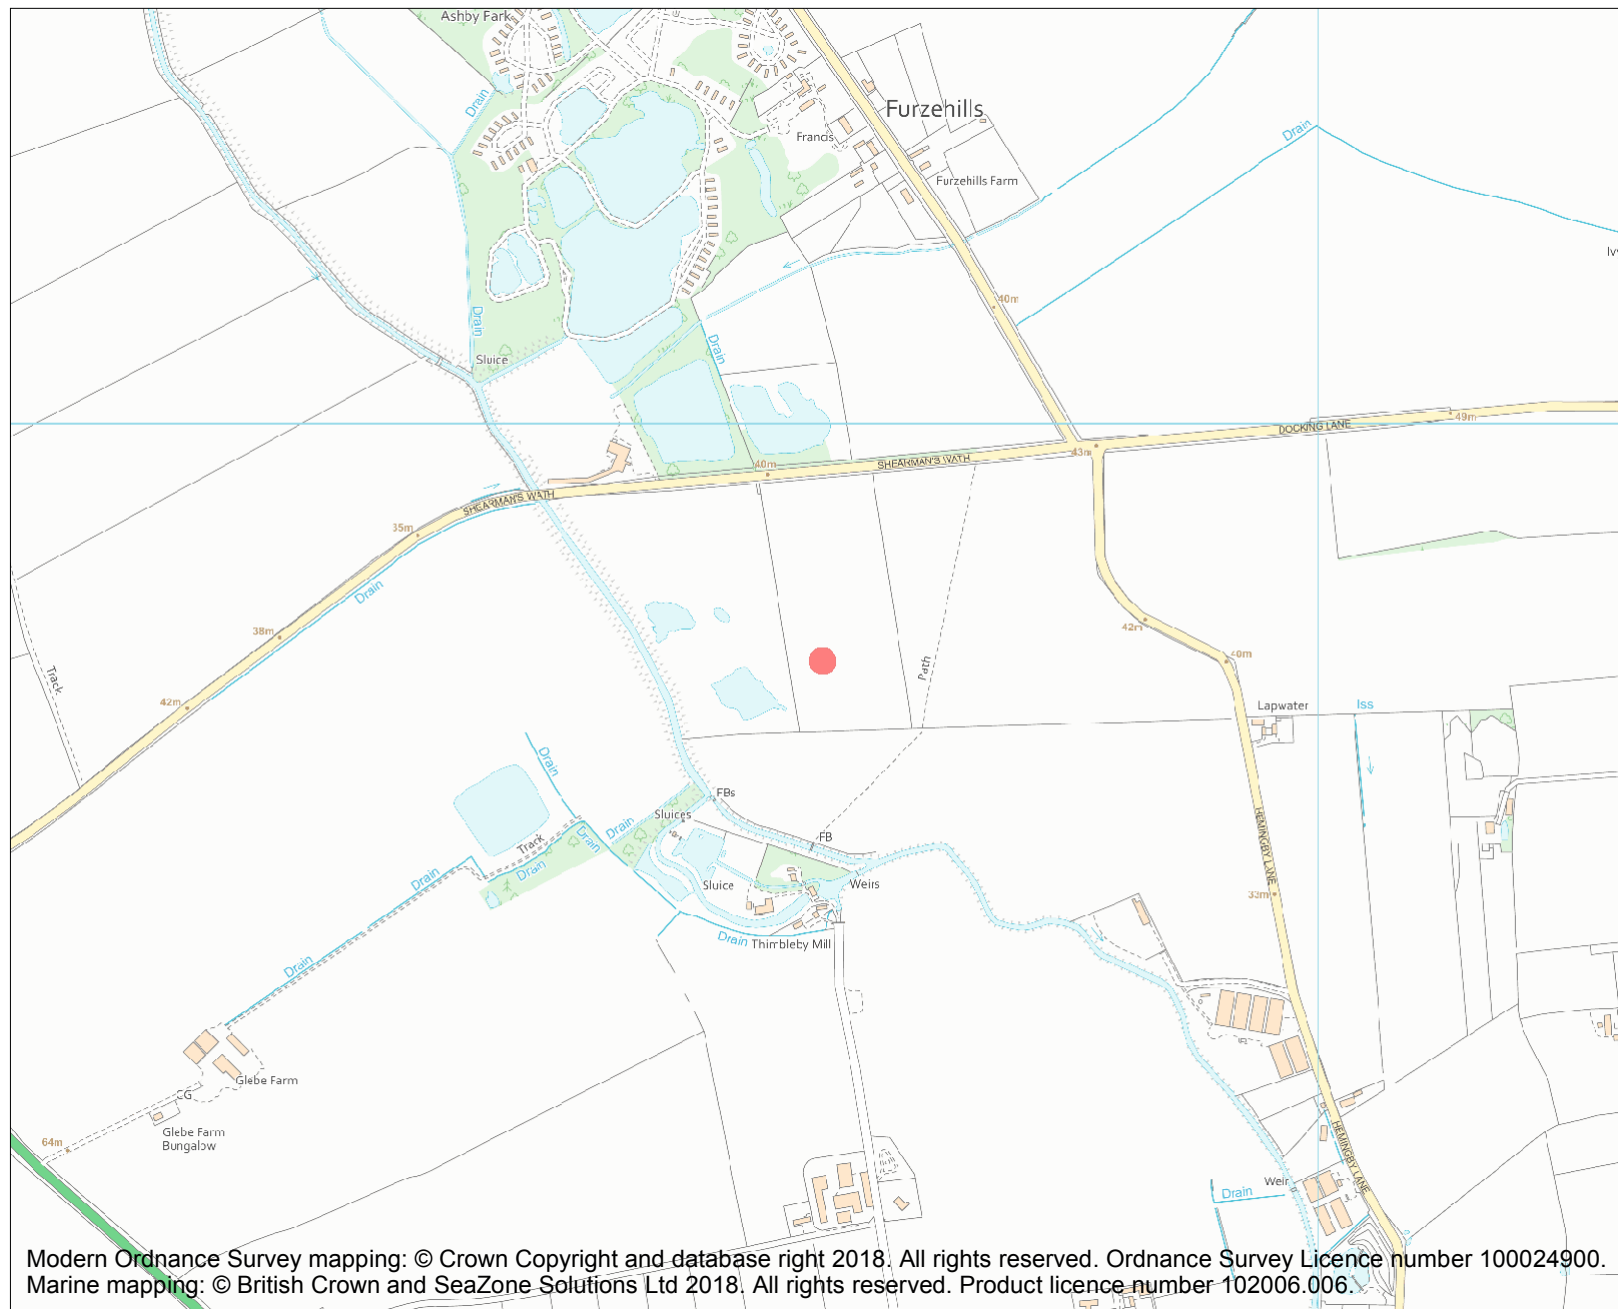 Ashby Park
Drain
Furzehills
Francis
Drain
Furzehills Farm
Drain
40m
Drain
Sluice
49m
DOCKING LANE
43m
SHEARMAN'S WATH
40m
SHEARMAN'S WATH
35m
Drain
38m
42m
42m
40m
Track
Path
Lapwater
Iss
Drain
FBs
Sluices
Drain
Drain
FB
Track
Drain
Drain
HEMINGBY LANE
Sluice
Weirs
33m
Drain
Thimbleby Mill
Drain
Glebe Farm
CG
Glebe Farm
Bungalow
64m
HEMINGBY LANE
Weir
Drain
Modern Ordnance Survey mapping: © Crown Copyright and database right 2018. All rights reserved. Ordnance Survey Licence number 100024900.
Marine mapping: © British Crown and SeaZone Solutions Ltd 2018. All rights reserved. Product licence number 102006.006.